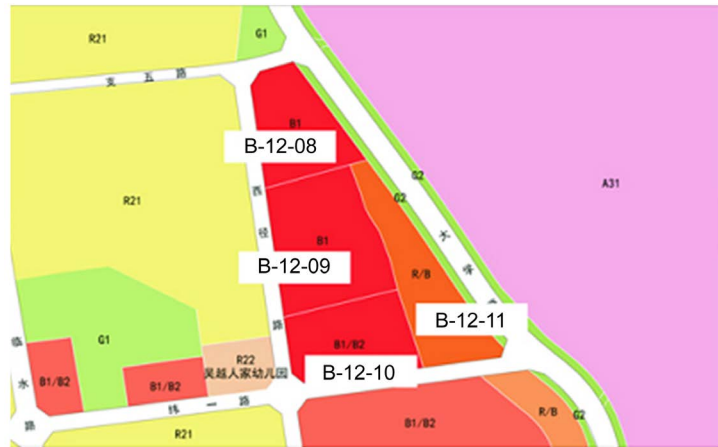 R21
G1
支五路
B1
B-12-08
G2
A31
R21
西径路
G2
大学
B1
B-12-09
R/B
G1
B-12-11
临水路
B1/B2
R22
吴越人家幼儿园
B1/B2
B1/B2
B-12-10
纬一路
R21
B1/B2
R/B
G2